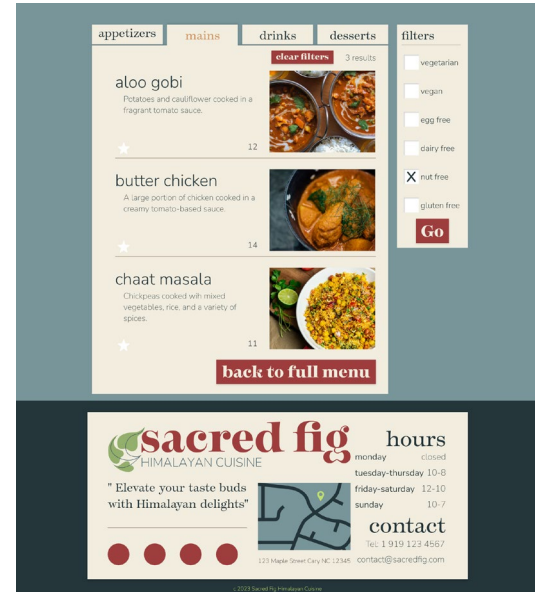 appetizers
mains
drinks
desserts
clear filters
3 results
aloo gobi
Potatoes and cauliflower cooked in a
fragrant tomato sauce.
12
butter chicken
A large portion of chicken cooked in a
creamy tomato-based sauce.
14
chaat masala
Chickpeas cooked wih mixed
vegetables, rice, and a variety of
spices.
11
back to full menu
filters
vegetarian
vegan
egg free
dairy free
X nut free
gluten free
Go
sacred fig
HIMALAYAN CUISINE
" Elevate your taste buds
with Himalayan delights"
123 Maple Street Cary NC 12345
hours
monday closed
tuesday-thursday 10-8
friday-saturday 12-10
sunday 10-7
contact
Tel: 1 919 123 4567
contact@sacredfig.com
c 2023 Sacred Fig Himalayan Cuisine